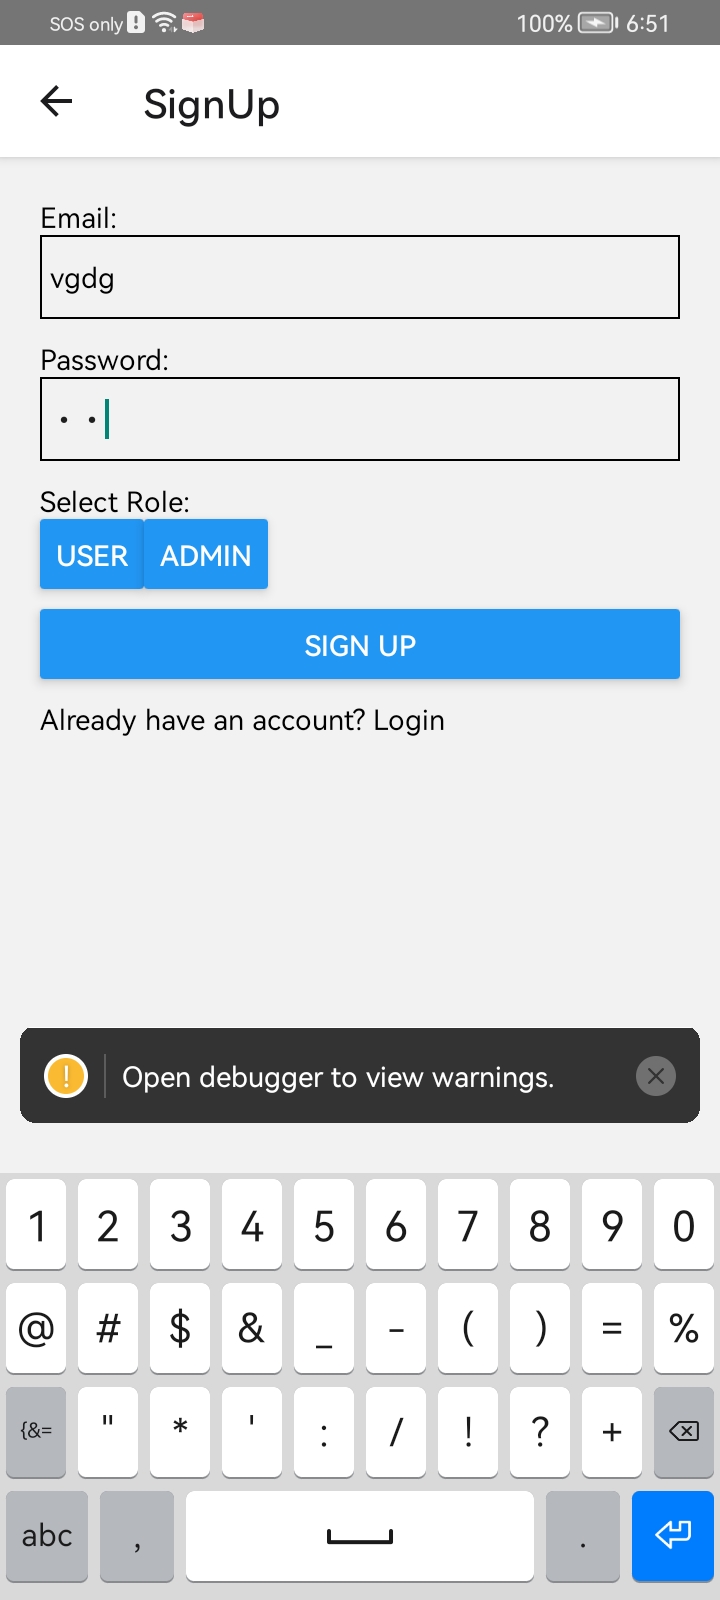 SOS only 100% 6:51
SignUp
Email:
vgdg
Password:
••
Select Role:
USER ADMIN
SIGN UP
Already have an account? Login
! Open debugger to view warnings.
1 2 3 4 5 6 7 8 9 0
@ # $ & _ - ( ) = %
{&= " * ' : / ! ? +
abc , .